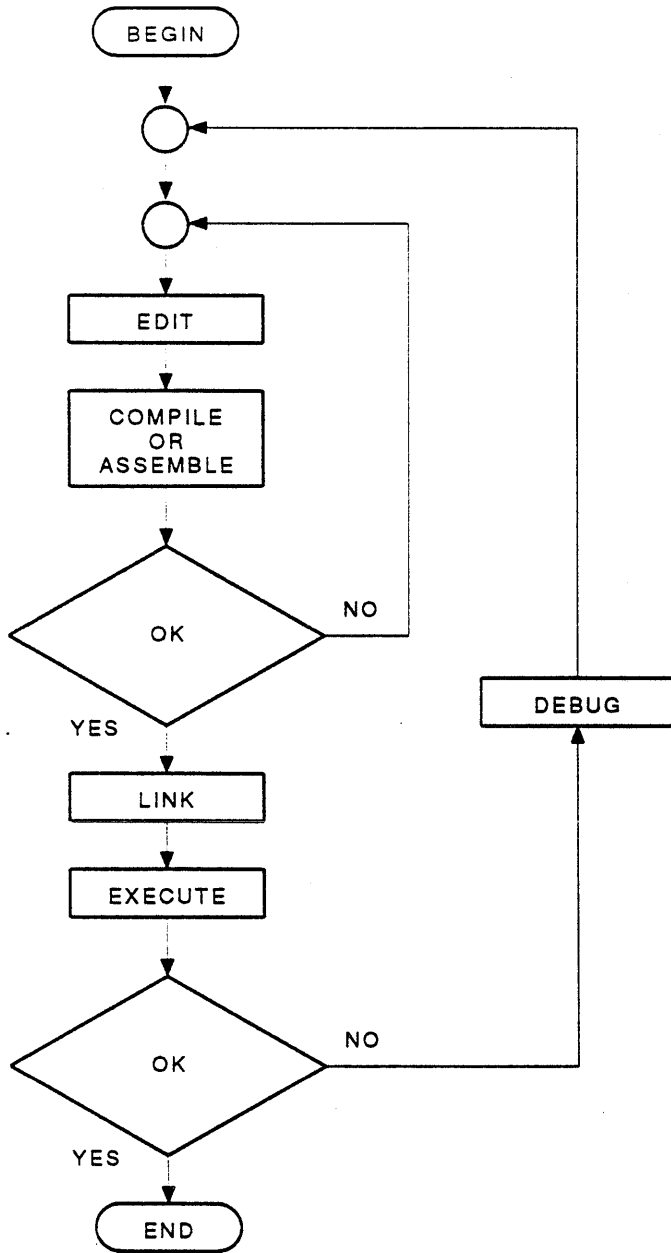 BEGIN
EDIT
COMPILE
OR
ASSEMBLE
OK
NO
YES
DEBUG
LINK
EXECUTE
OK
NO
YES
END